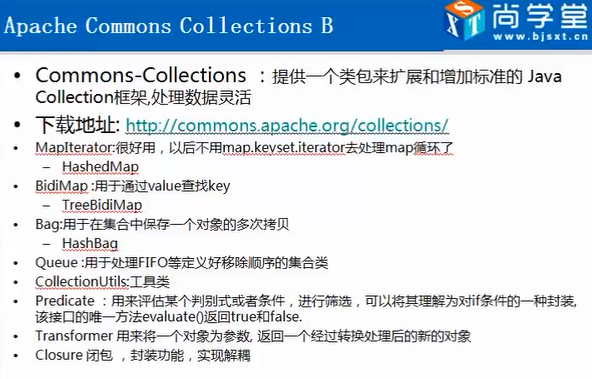 Apache Commons Collections B
SXT 尚学堂
www.bjsxt.cn
• Commons-Collections ：提供一个类包来扩展和增加标准的 Java
Collection框架,处理数据灵活
• 下载地址: http://commons.apache.org/collections/
• MapIterator:很好用，以后不用map.keyset.iterator去处理map循环了
– HashedMap
• BidiMap :用于通过value查找key
– TreeBidiMap
• Bag:用于在集合中保存一个对象的多次拷贝
– HashBag
• Queue :用于处理FIFO等定义好移除顺序的集合类
• CollectionUtils:工具类
• Predicate ：用来评估某个判别式或者条件，进行筛选，可以将其理解为对if条件的一种封装,
该接口的唯一方法evaluate()返回true和false.
• Transformer 用来将一个对象为参数, 返回一个经过转换处理后的新的对象
• Closure 闭包 ，封装功能，实现解耦